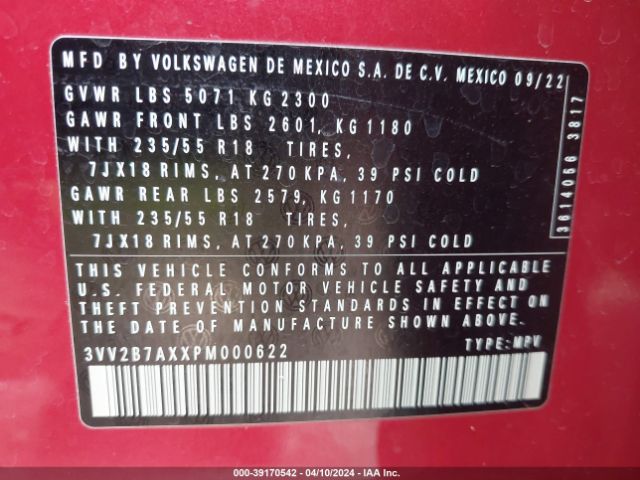 MFD BY VOLKSWAGEN DE MEXICO S.A. DE C.V. MEXICO 09/22
GVWR LBS 5071 KG 2300
GAWR FRONT LBS 2601, KG 1180
WITH 235/55 R18 TIRES,
7JX18 RIMS, AT 270 KPA, 39 PSI COLD
GAWR REAR LBS 2579, KG 1170
WITH 235/55 R18 TIRES,
7JX18 RIMS, AT 270 KPA, 39 PSI COLD
THIS VEHICLE CONFORMS TO ALL APPLICABLE
U.S. FEDERAL MOTOR VEHICLE SAFETY AND
THEFT PREVENTION STANDARDS IN EFFECT ON
THE DATE OF MANUFACTURE SHOWN ABOVE.
3VV2B7AXXPM000622 TYPE: MPV
3614056 3817
000-39170542 - 04/10/2024 - IAA Inc.